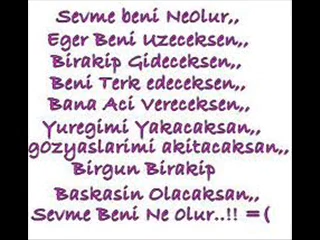 Sevme beni NeOlur,,
Eger Beni Uzeceksen,,
Birakip Gideceksen,,
Beni Terk edeceksen,,
Bana Aci Vereceksen,,
Yuregimi Yakacaksan,,
gozyaslarimi akitacaksan,,
Birgun Birakip
Baskasin Olacaksan,,
Sevme Beni Ne Olur..!! =(